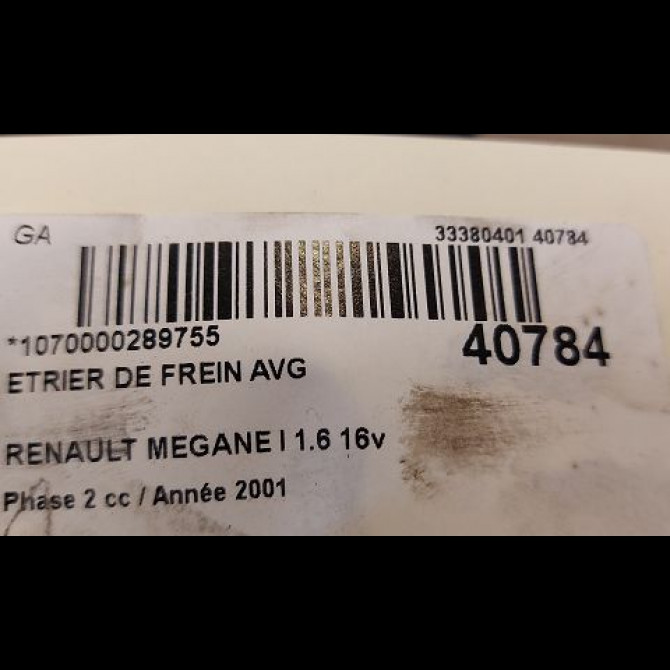 GA
33380401 40784
*1070000289755
40784
ETRIER DE FREIN AVG
RENAULT MEGANE I 1.6 16v
Phase 2 cc / Année 2001